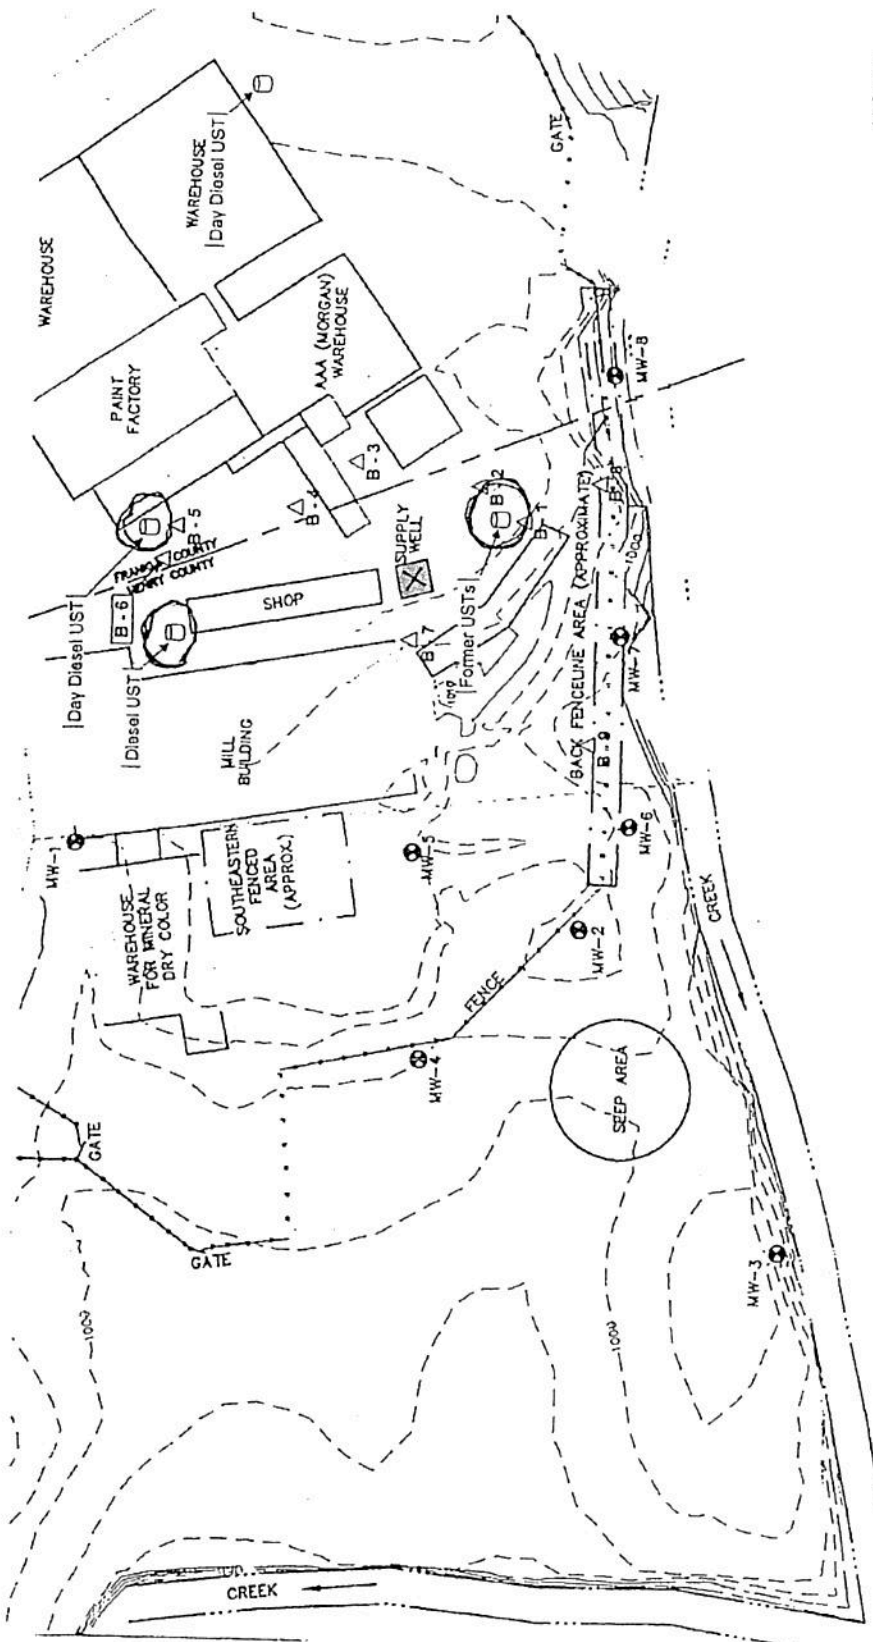 WAREHOUSE
WAREHOUSE
|Day Diesel UST|
PAINT
FACTORY
AAA (MORGAN)
WAREHOUSE
GATE
B-3
B-4
B-5
B-6
B-2
B-1
B-8
MW-8
FRANKLIN COUNTY
HENRY COUNTY
SHOP
SUPPLY
WELL
|Day Diesel UST|
|Diesel UST|
|Former USTs|
B-7
1010
1000
BACK FENCELINE AREA (APPROXIMATE)
MW-7
B-9
MILL
BUILDING
MW-1
MW-5
MW-6
SOUTHEASTERN
FENCED
AREA
(APPROX.)
WAREHOUSE
FOR MINERAL
DRY COLOR
MW-2
FENCE
CREEK
MW-4
SEEP AREA
GATE
GATE
MW-3
1000
1000
CREEK